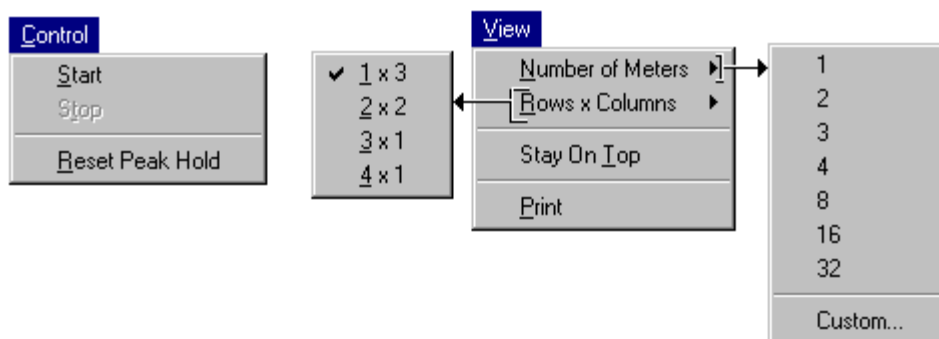 Control
Start
Stop
Reset Peak Hold
1 x 3
2 x 2
3 x 1
4 x 1
View
Number of Meters
Rows x Columns
Stay On Top
Print
1
2
3
4
8
16
32
Custom...